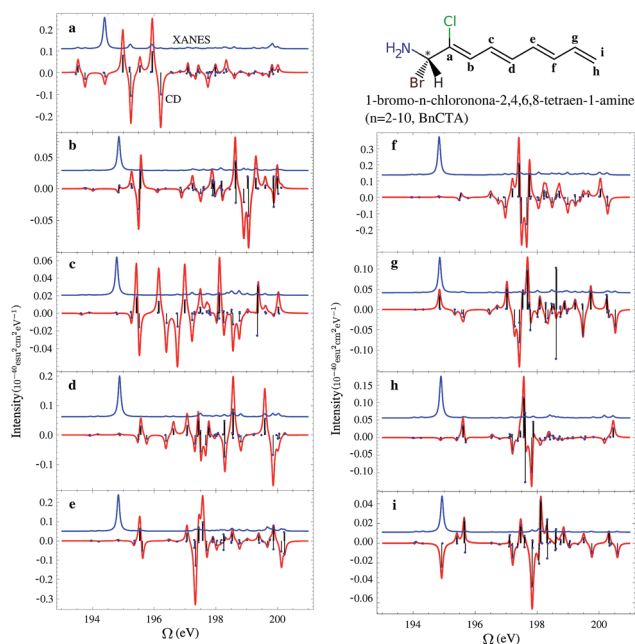 a
XANES
CD
0.2
0.1
0.0
-0.1
-0.2
b
0.05
0.00
-0.05
c
0.06
0.04
0.02
0.00
-0.02
-0.04
d
0.2
0.1
0.0
-0.1
e
0.2
0.1
0.0
-0.1
-0.2
-0.3
194 196 198 200
Ω (eV)
Intensity(10⁻⁴⁰esu²cm²eV⁻¹)
Cl
H₂N
*
Br
H
a b c d e f g h i
1-bromo-n-chloronona-2,4,6,8-tetraen-1-amine
(n=2-10, BnCTA)
f
0.3
0.2
0.1
0.0
-0.1
-0.2
g
0.10
0.05
0.00
-0.05
-0.10
h
0.15
0.10
0.05
0.00
-0.05
-0.10
i
0.04
0.02
0.00
-0.02
-0.04
-0.06
194 196 198 200
Ω (eV)
Intensity (10⁻⁴⁰esu²cm²eV⁻¹)